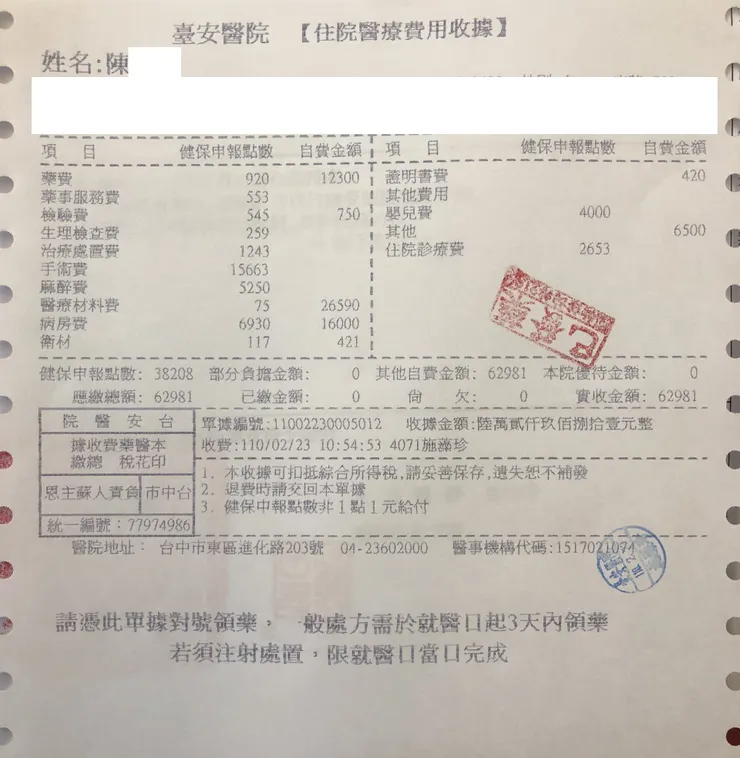 臺安醫院 【住院醫療費用收據】
姓名:陳
項 目 健保申報點數 自費金額 項 目 健保申報點數 自費金額
藥費 920 12300 證明書費 420
藥事服務費 553 其他費用
檢驗費 545 750 嬰兒費 4000
生理檢查費 259 其他 6500
治療處置費 1243 住院診療費 2653
手術費 15663
麻醉費 5250
醫療材料費 75 26590
病房費 6930 16000
衛材 117 421
健保申報點數: 38208 部分負擔金額: 0 其他自費金額: 62981 本院優待金額: 0
應繳總額: 62981 已繳金額: 0 尚 欠: 0 實收金額: 62981
院醫安台
據收費藥醫本
繳總 稅花印
恩主蘇人責負 市中台
統一編號:77974986
單據編號:11002230005012 收據金額:陸萬貳仟玖佰捌拾壹元整
收費:110/02/23 10:54:53 4071施藻珍
1. 本收據可扣抵綜合所得稅,請妥善保存,遺失恕不補發
2. 退費時請交回本單據
3. 健保申報點數非1點1元給付
醫院地址: 台中市東區進化路203號 04-23602000 醫事機構代碼:1517021074
請憑此單據對號領藥, 一般處方需於就醫日起3天內領藥
若須注射處置,限就醫日當日完成